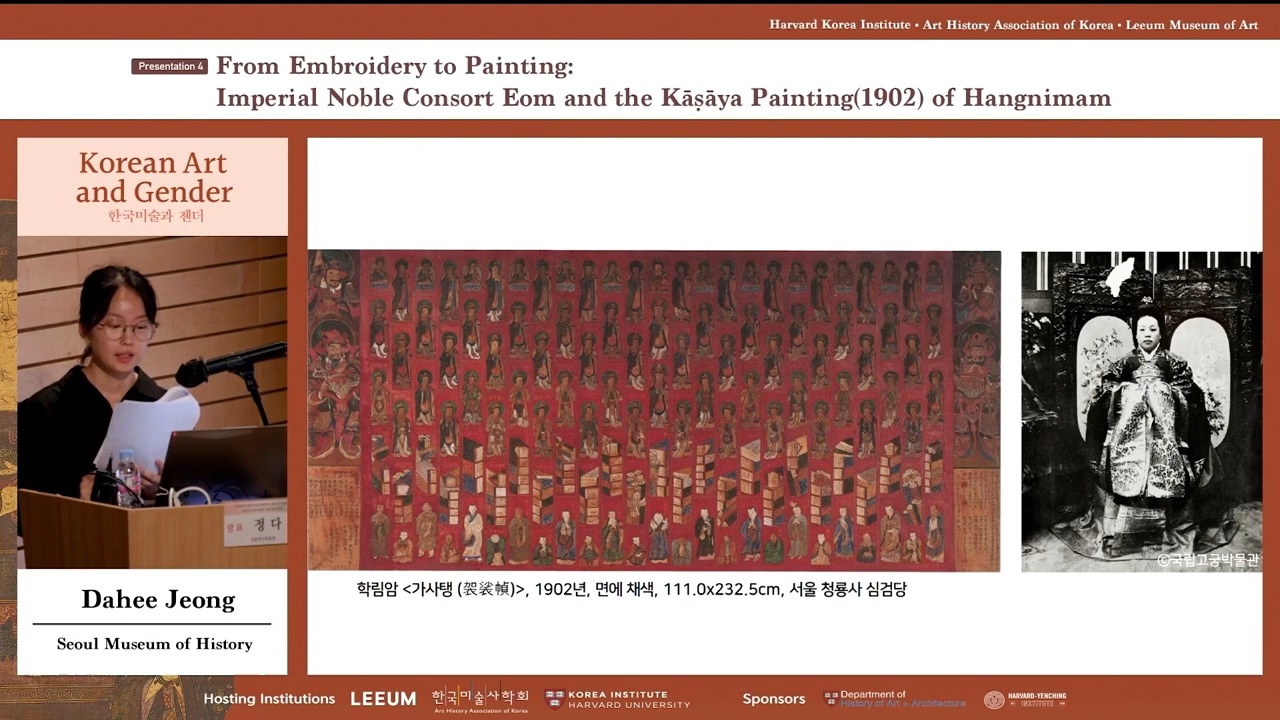 Harvard Korea Institute • Art History Association of Korea • Leeum Museum of Art
Presentation 4
From Embroidery to Painting:
Imperial Noble Consort Eom and the Kāṣāya Painting(1902) of Hangnimam
Korean Art
and Gender
한국미술과 젠더
발표 정다
Dahee Jeong
Seoul Museum of History
©국립고궁박물관
학림암 <가사탱 (袈裟幀)>, 1902년, 면에 채색, 111.0x232.5cm, 서울 청룡사 심검당
Hosting Institutions
LEEUM
한국미술사학회
Art History Association of Korea
KOREA INSTITUTE
HARVARD UNIVERSITY
Sponsors
Department of
History of Art + Architecture
HARVARD-YENCHING
INSTITUTE